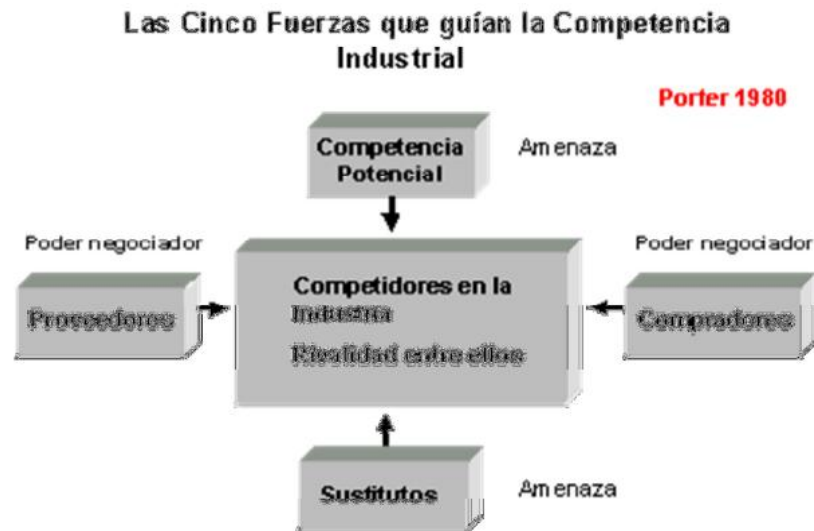 Las Cinco Fuerzas que guían la Competencia
Industrial
Porter 1980
Competencia
Potencial
Amenaza
Poder negociador
Poder negociador
Proveedores
Competidores en la
Industria
Rivalidad entre ellos
Compradores
Sustitutos
Amenaza